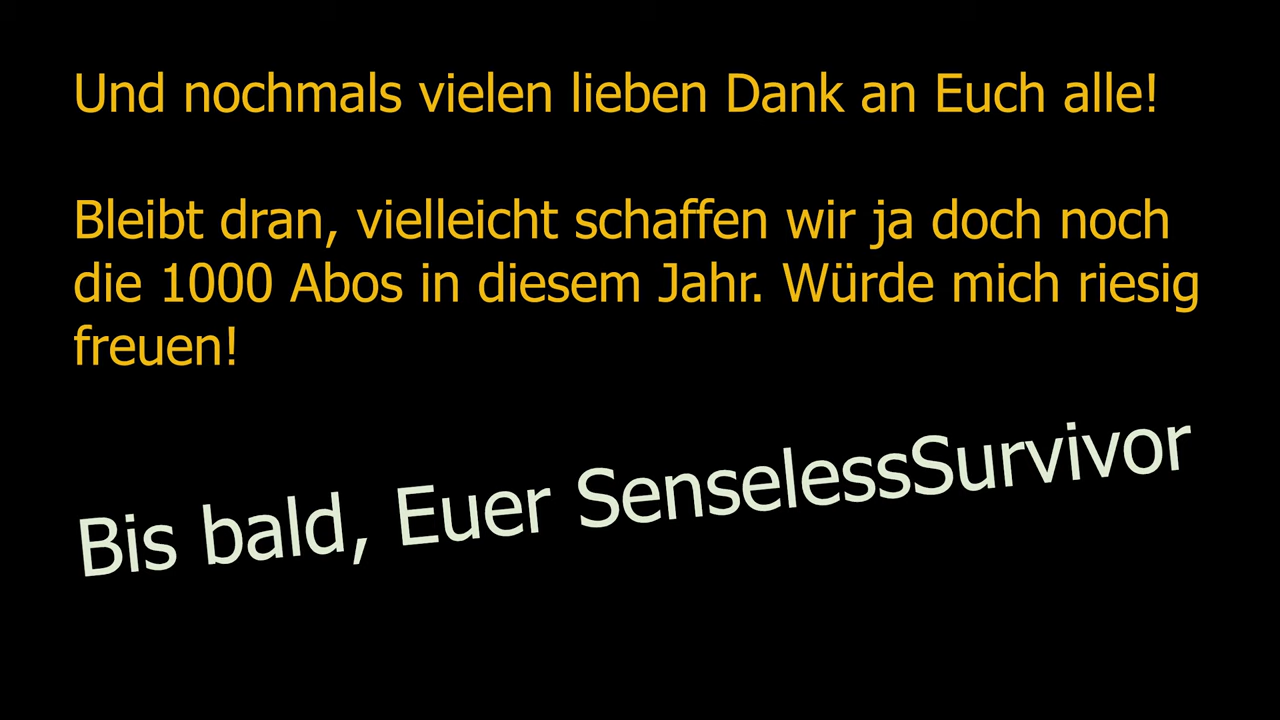 Und nochmals vielen lieben Dank an Euch alle!
Bleibt dran, vielleicht schaffen wir ja doch noch
die 1000 Abos in diesem Jahr. Würde mich riesig
freuen!
Bis bald, Euer SenselessSurvivor